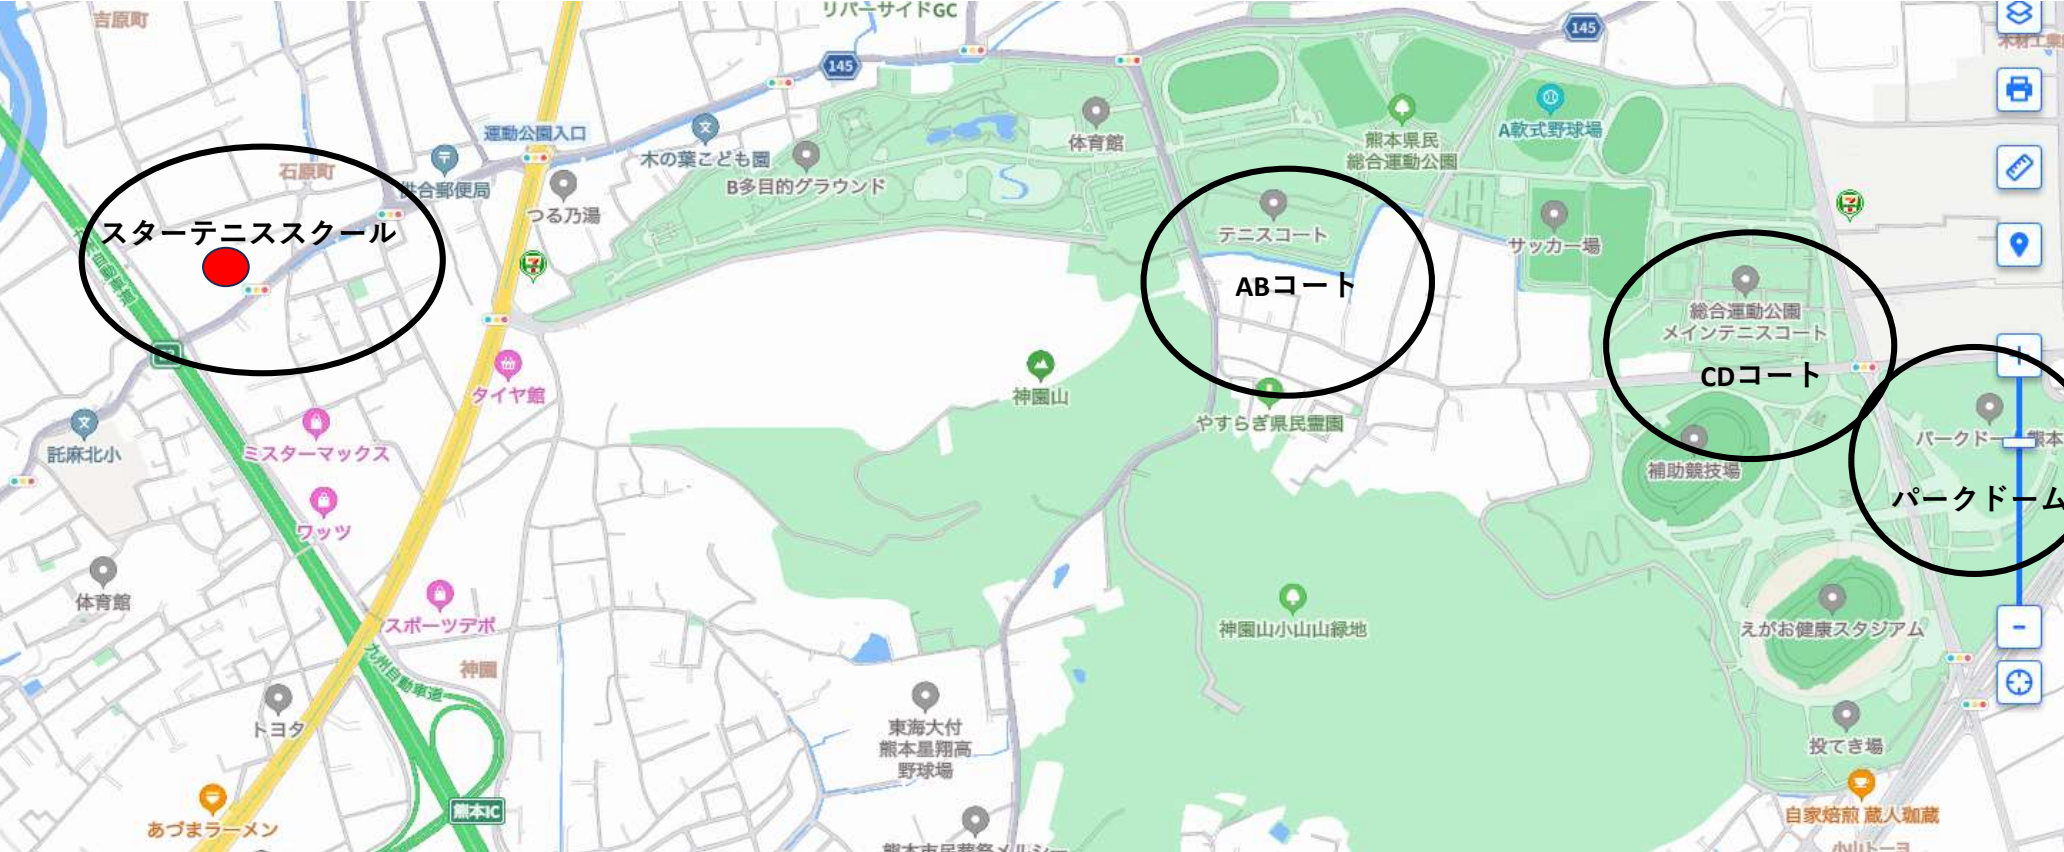 吉原町
リバーサイドGC
145
145
運動公園入口
石原町
供合郵便局
つる乃湯
木の葉こども園
B多目的グラウンド
体育館
熊本県民
総合運動公園
A軟式野球場
スターテニススクール
テニスコート
サッカー場
ABコート
総合運動公園
メインテニスコート
CDコート
タイヤ館
神園山
やすらぎ県民霊園
託麻北小
ミスターマックス
ワッツ
補助競技場
パークドーム
体育館
スポーツデポ
神園山小山山緑地
えがお健康スタジアム
九州自動車道
神園
トヨタ
東海大付
熊本星翔高
野球場
投てき場
熊本IC
あづまラーメン
自家焙煎 蔵人珈蔵